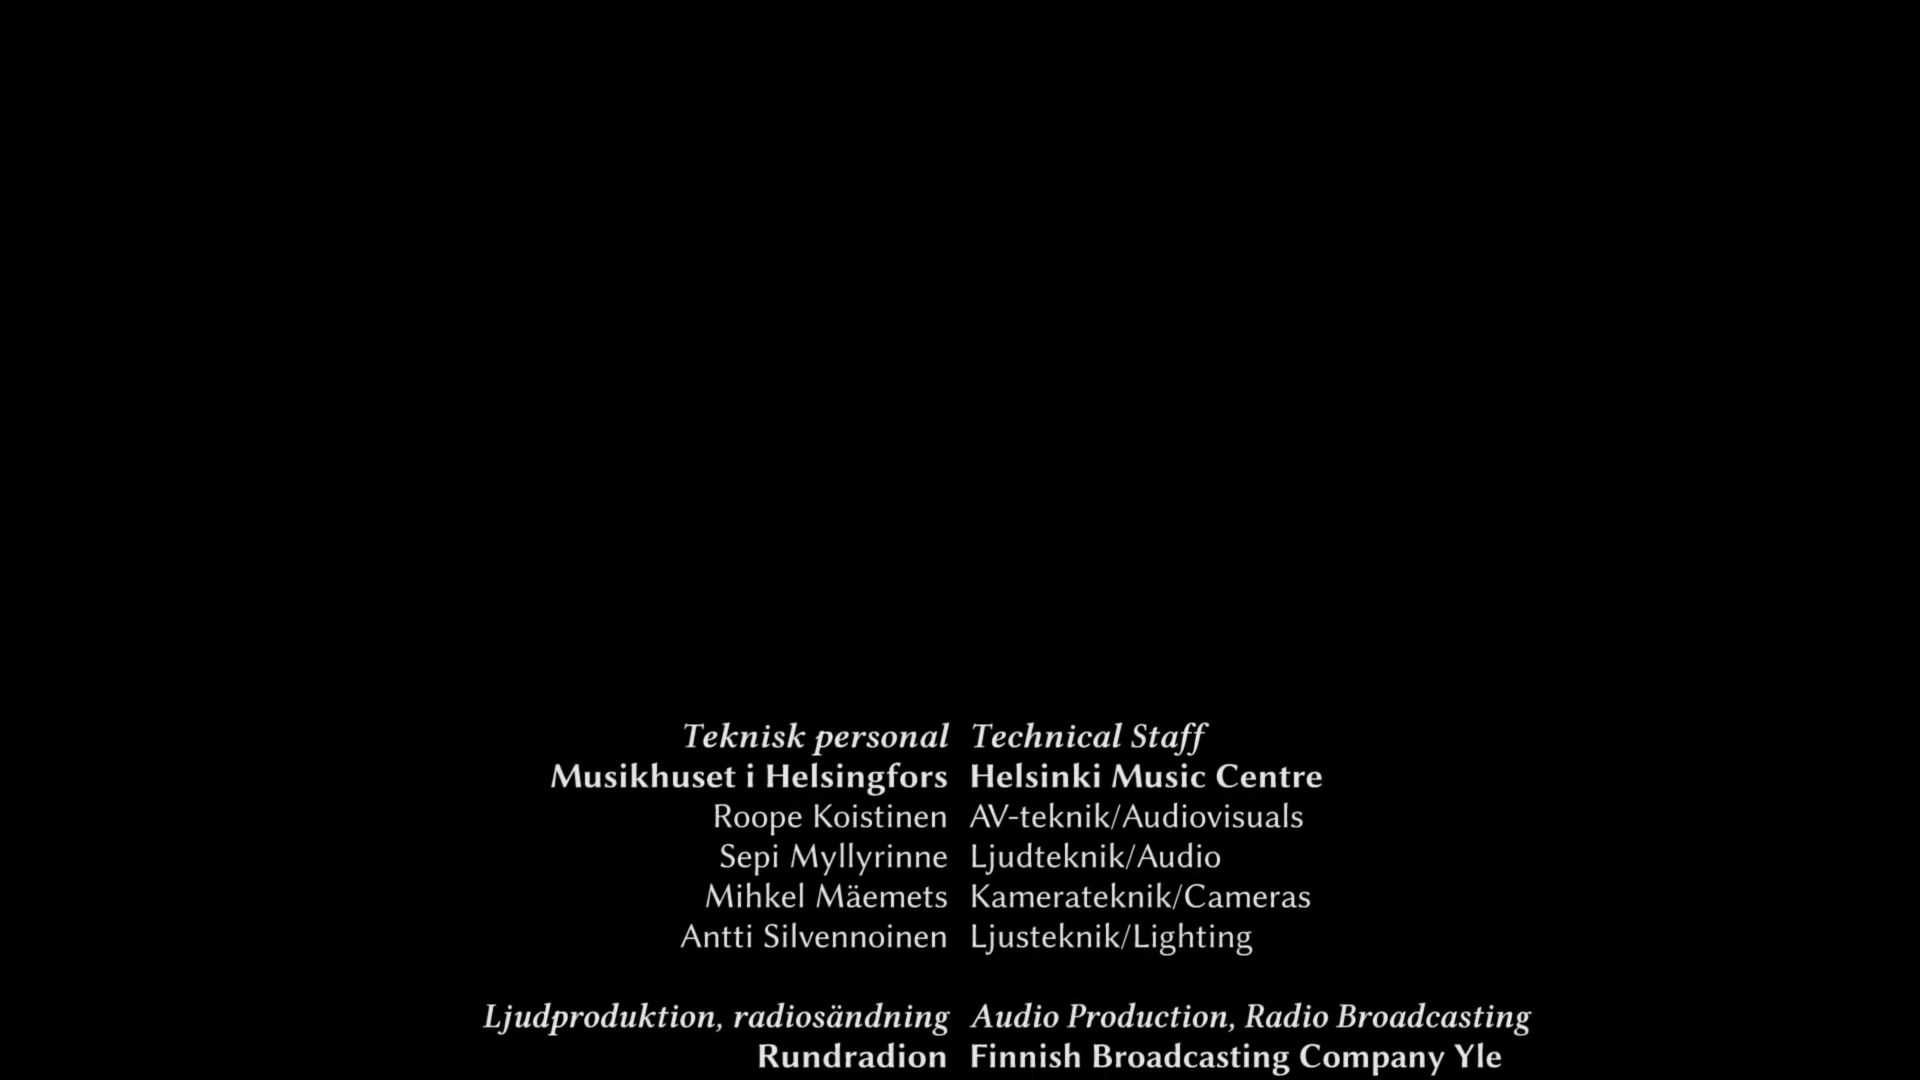 Teknisk personal Technical Staff
Musikhuset i Helsingfors Helsinki Music Centre
Roope Koistinen AV-teknik/Audiovisuals
Sepi Myllyrinne Ljudteknik/Audio
Mihkel Mäemets Kamerateknik/Cameras
Antti Silvennoinen Ljusteknik/Lighting
Ljudproduktion, radiosändning Audio Production, Radio Broadcasting
Rundradion Finnish Broadcasting Company Yle